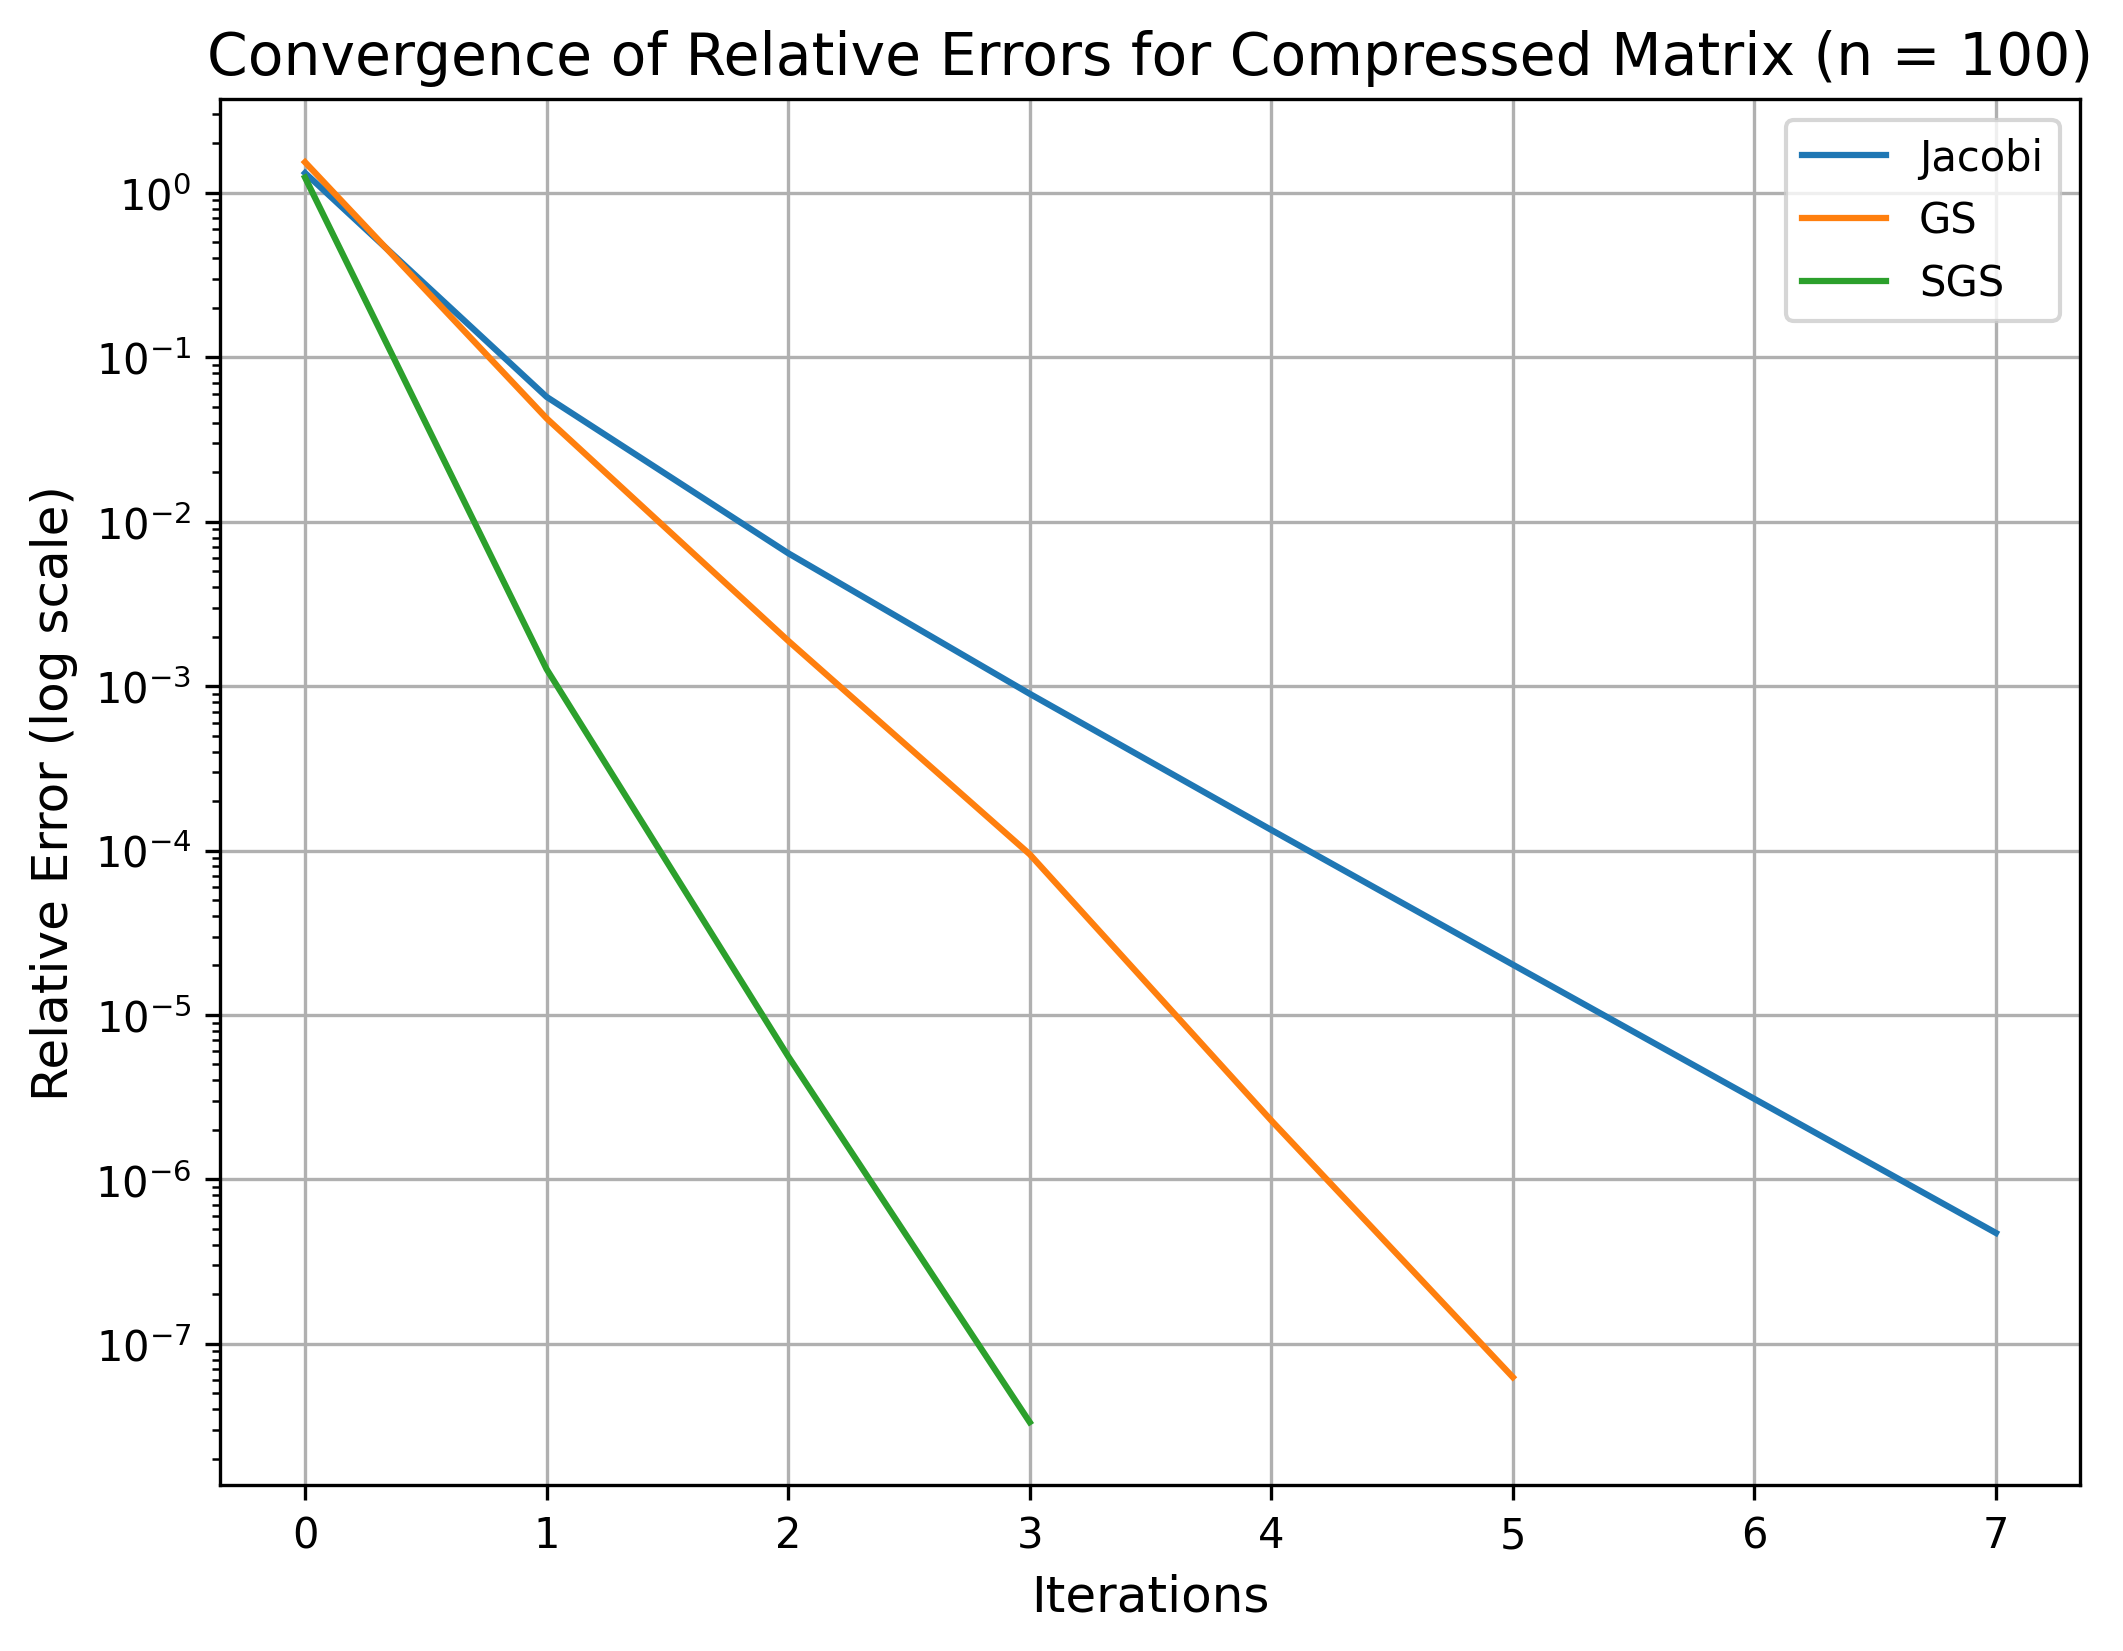 Convergence of Relative Errors for Compressed Matrix (n = 100)
Jacobi
GS
SGS
Relative Error (log scale)
10⁰
10⁻¹
10⁻²
10⁻³
10⁻⁴
10⁻⁵
10⁻⁶
10⁻⁷
0 1 2 3 4 5 6 7
Iterations